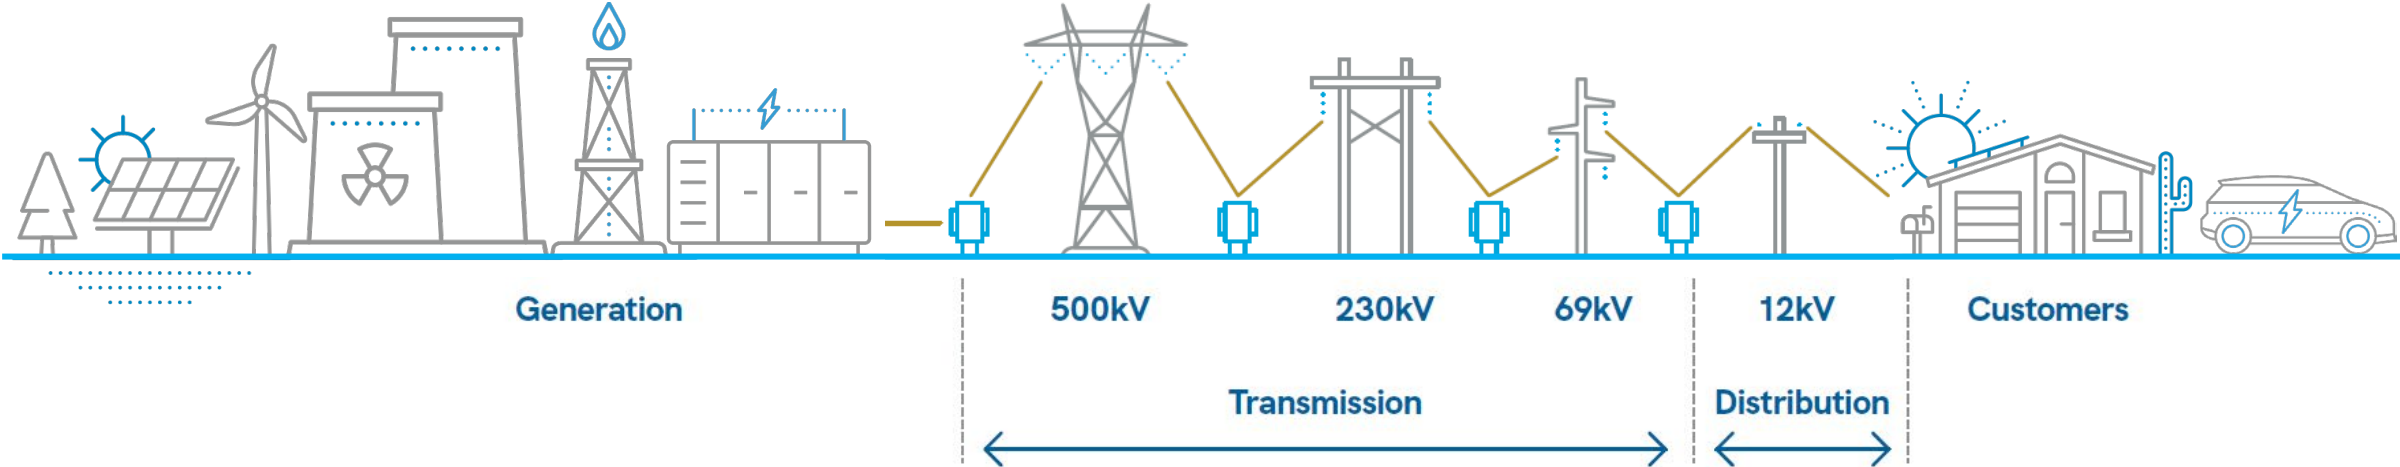 Generation
500kV
230kV
69kV
12kV
Customers
Transmission
Distribution